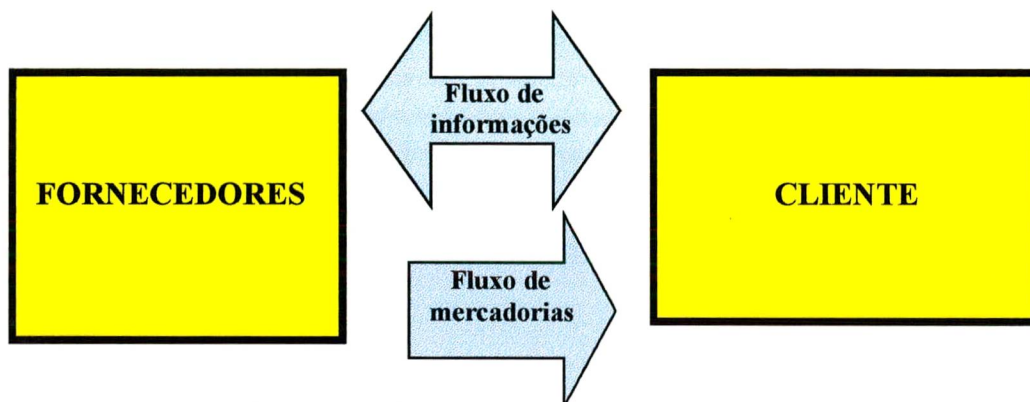 Fluxo de
informações
FORNECEDORES
CLIENTE
Fluxo de
mercadorias